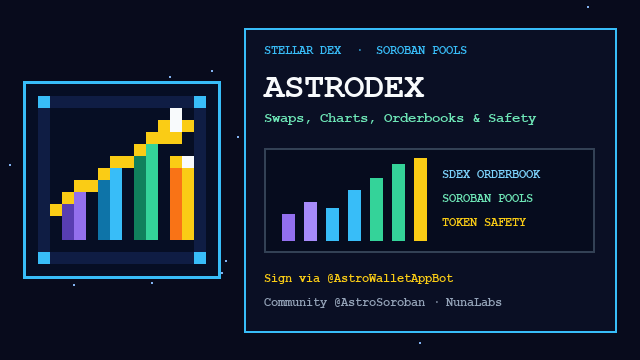 STELLAR DEX · SOROBAN POOLS
ASTRODEX
Swaps, Charts, Orderbooks & Safety
SDEX ORDERBOOK
SOROBAN POOLS
TOKEN SAFETY
Sign via @AstroWalletAppBot
Community @AstroSoroban · NunaLabs